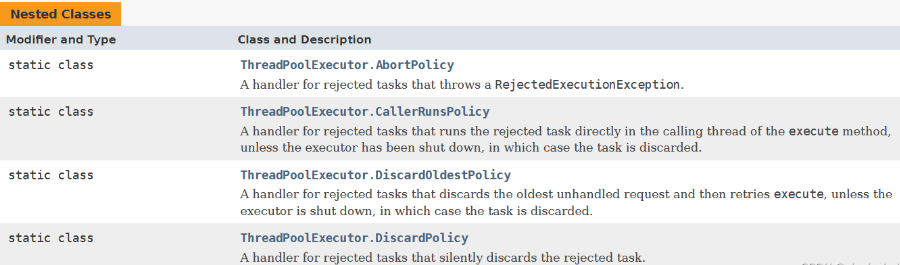 Nested Classes
Modifier and Type Class and Description
static class ThreadPoolExecutor.AbortPolicy
A handler for rejected tasks that throws a RejectedExecutionException.
static class ThreadPoolExecutor.CallerRunsPolicy
A handler for rejected tasks that runs the rejected task directly in the calling thread of the execute method,
unless the executor has been shut down, in which case the task is discarded.
static class ThreadPoolExecutor.DiscardOldestPolicy
A handler for rejected tasks that discards the oldest unhandled request and then retries execute, unless the
executor is shut down, in which case the task is discarded.
static class ThreadPoolExecutor.DiscardPolicy
A handler for rejected tasks that silently discards the rejected task.